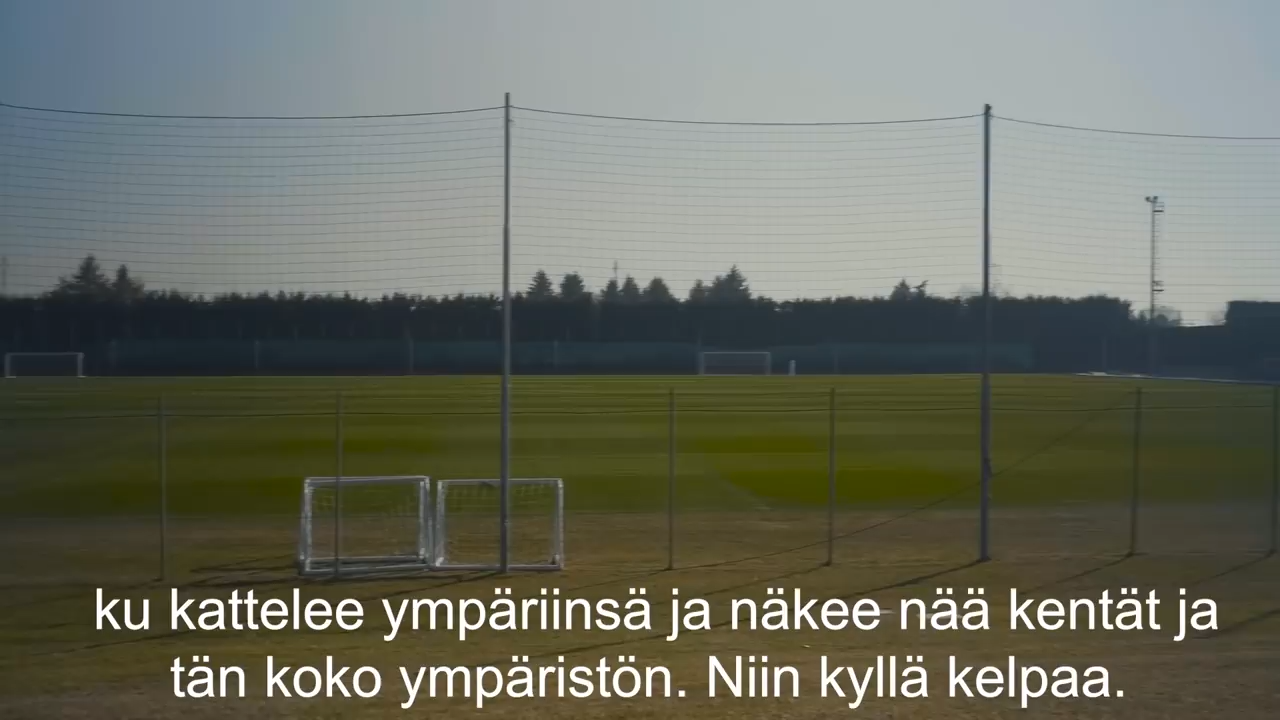 ku kattelee ympäriinsä ja näkee nää kentät ja
tän koko ympäristön. Niin kyllä kelpaa.